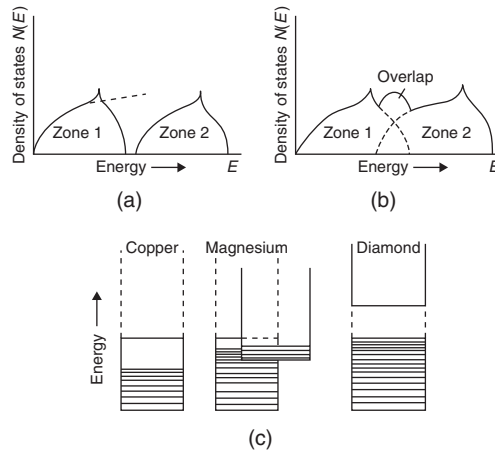 Density of states N(E)
Zone 1
Zone 2
Energy
E
(a)
Density of states N(E)
Overlap
Zone 1
Zone 2
Energy
E
(b)
Copper
Magnesium
Diamond
Energy
(c)